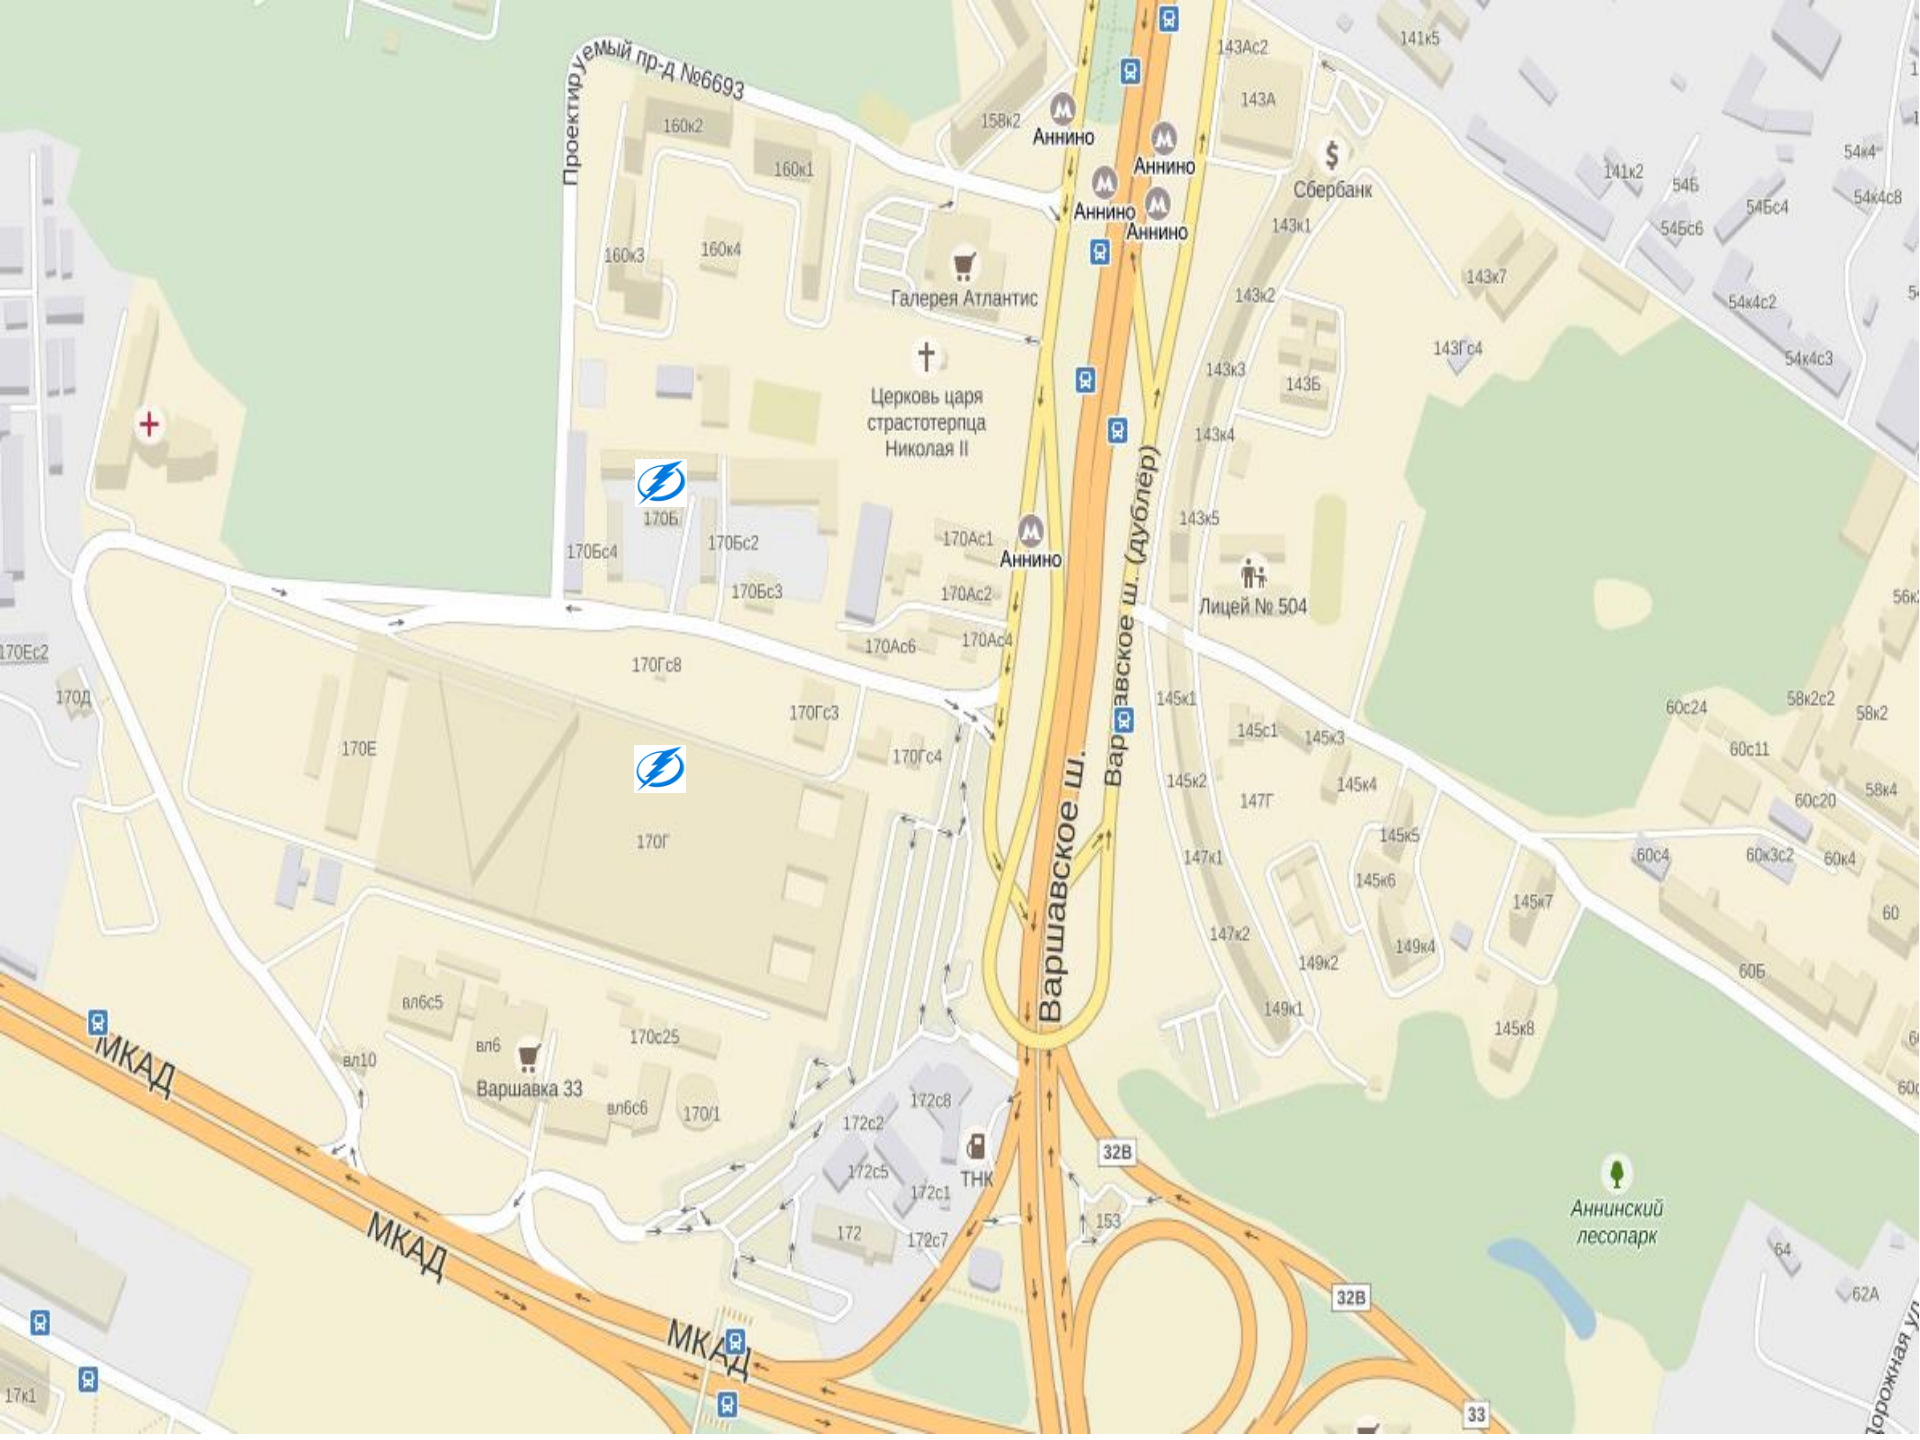 143Ас2
141к5
143А
Проектируемый пр-д №6693
160к2
158к2
Аннино
160к1
Аннино
Сбербанк
54к4
141к2
54Б
54к4с8
54Бс4
54Бс6
Аннино
Аннино
143к1
160к3
160к4
143к7
143к2
54к4с2
Галерея Атлантис
143Гс4
54к4с3
143к3
143Б
Церковь царя
страстотерпца
Николая II
143к4
170Б
143к5
170Бс4
170Бс2
170Ас1
Аннино
170Бс3
170Ас2
Лицей № 504
170Ас6
170Ас4
170Ес2
170Гс8
170Д
145к1
60с24
58к2с2
58к2
170Гс3
145с1
145к3
60с11
170Е
170Гс4
145к2
147Г
145к4
60с20
58к4
Варшавское ш. (дублёр)
Варшавское ш.
170Г
145к5
147к1
60с4
60к3с2
60к4
145к6
145к7
60
147к2
149к4
149к2
60Б
вл6с5
149к1
145к8
вл6
170с25
МКАД
вл10
Варшавка 33
вл6с6
170/1
172с8
172с2
32В
172с5
ТНК
172с1
Аннинский
лесопарк
153
172
172с7
МКАД
64
62А
32В
МКАД
17к1
33
Дорожная ул